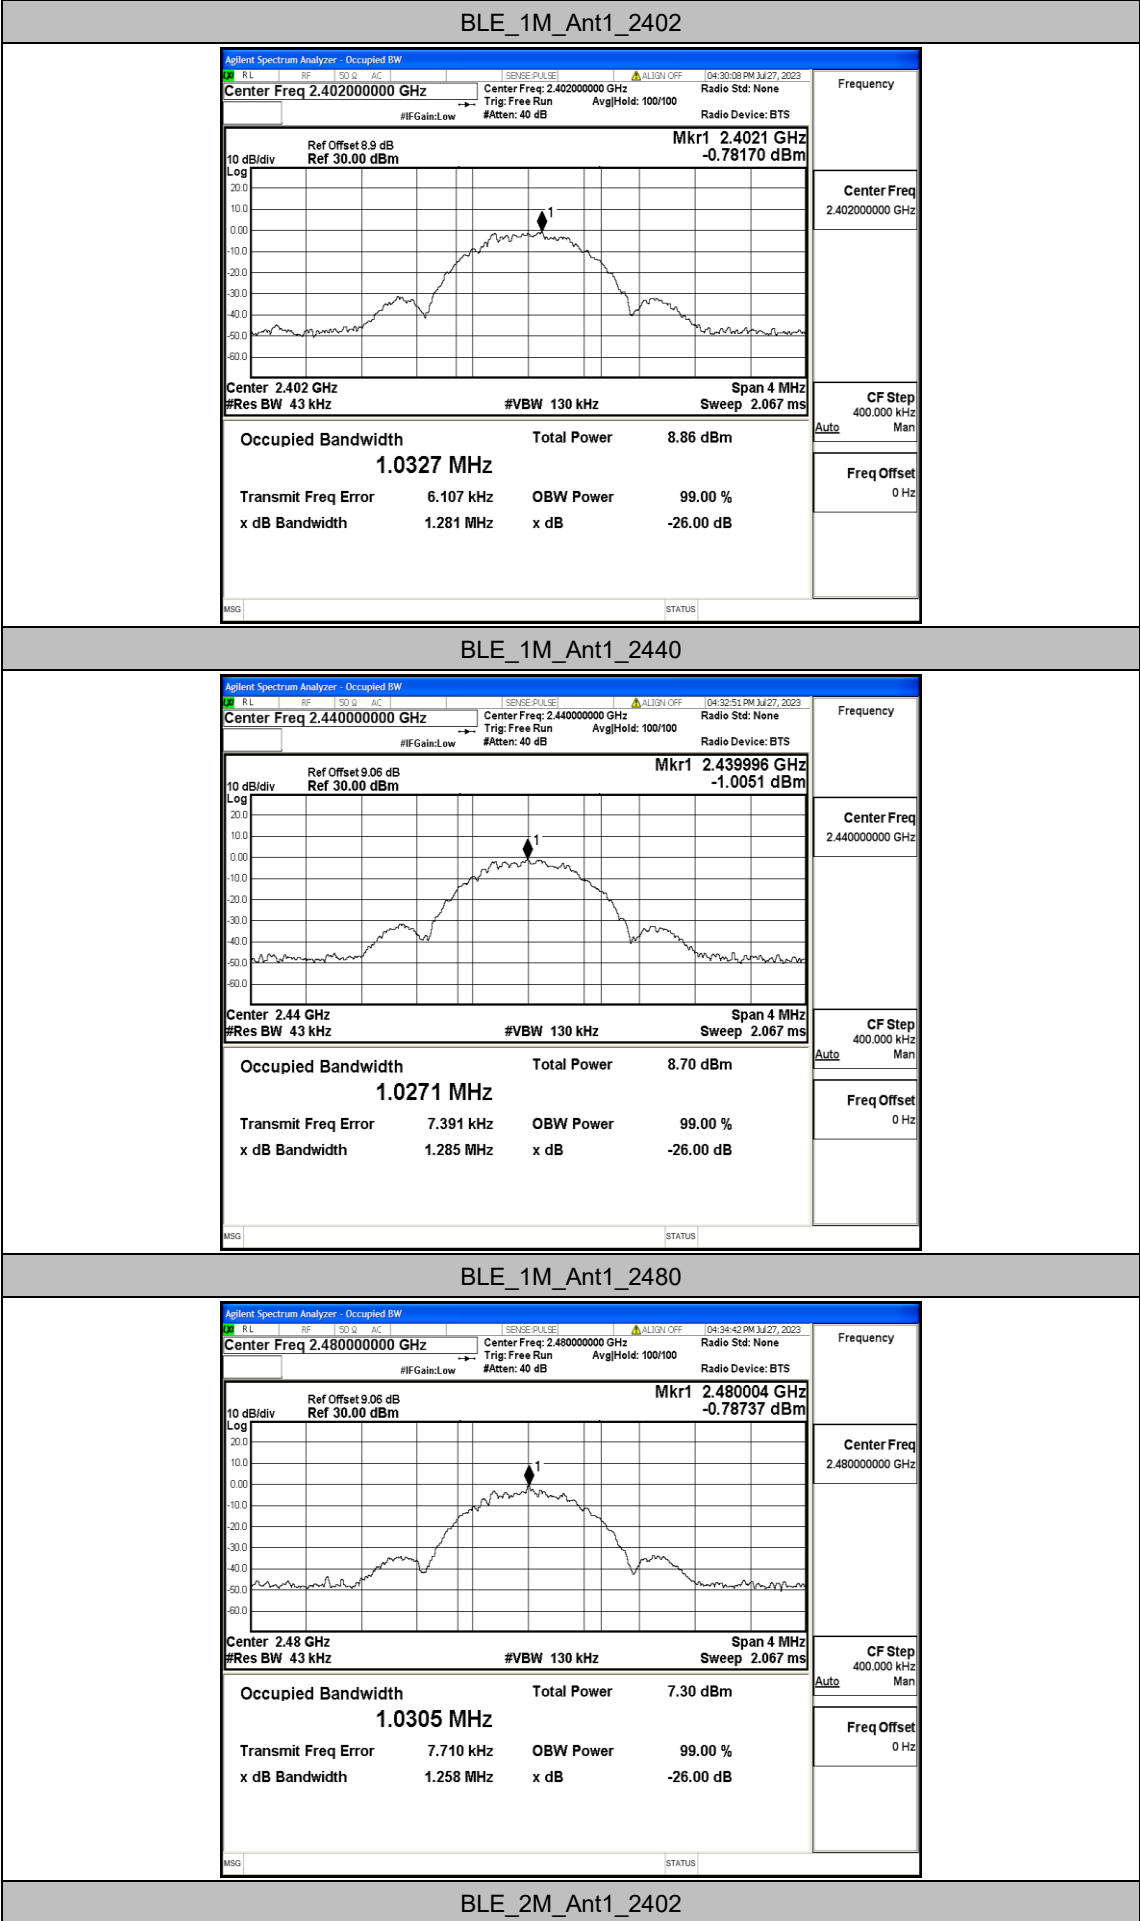 BLE_1M_Ant1_2402
Agilent Spectrum Analyzer - Occupied BW
LXI RL RF 50 Ω AC SENSE:PULSE ALIGN OFF 04:30:08 PM Jul 27, 2023
Center Freq 2.402000000 GHz
Center Freq: 2.402000000 GHz
Radio Std: None
Trig: Free Run Avg|Hold: 100/100
#IFGain:Low #Atten: 40 dB Radio Device: BTS
Frequency
Mkr1 2.4021 GHz
-0.78170 dBm
Ref Offset 8.9 dB
10 dB/div Ref 30.00 dBm
Log
20.0
10.0
0.00
-10.0
-20.0
-30.0
-40.0
-50.0
-60.0
1
Center Freq
2.402000000 GHz
Center 2.402 GHz Span 4 MHz
#Res BW 43 kHz #VBW 130 kHz Sweep 2.067 ms
CF Step
400.000 kHz
Auto Man
Occupied Bandwidth Total Power 8.86 dBm
1.0327 MHz
Freq Offset
0 Hz
Transmit Freq Error 6.107 kHz OBW Power 99.00 %
x dB Bandwidth 1.281 MHz x dB -26.00 dB
MSG STATUS
BLE_1M_Ant1_2440
Agilent Spectrum Analyzer - Occupied BW
LXI RL RF 50 Ω AC SENSE:PULSE ALIGN OFF 04:32:51 PM Jul 27, 2023
Center Freq 2.440000000 GHz
Center Freq: 2.440000000 GHz
Radio Std: None
Trig: Free Run Avg|Hold: 100/100
#IFGain:Low #Atten: 40 dB Radio Device: BTS
Frequency
Mkr1 2.439996 GHz
-1.0051 dBm
Ref Offset 9.06 dB
10 dB/div Ref 30.00 dBm
Log
20.0
10.0
0.00
-10.0
-20.0
-30.0
-40.0
-50.0
-60.0
1
Center Freq
2.440000000 GHz
Center 2.44 GHz Span 4 MHz
#Res BW 43 kHz #VBW 130 kHz Sweep 2.067 ms
CF Step
400.000 kHz
Auto Man
Occupied Bandwidth Total Power 8.70 dBm
1.0271 MHz
Freq Offset
0 Hz
Transmit Freq Error 7.391 kHz OBW Power 99.00 %
x dB Bandwidth 1.285 MHz x dB -26.00 dB
MSG STATUS
BLE_1M_Ant1_2480
Agilent Spectrum Analyzer - Occupied BW
LXI RL RF 50 Ω AC SENSE:PULSE ALIGN OFF 04:34:42 PM Jul 27, 2023
Center Freq 2.480000000 GHz
Center Freq: 2.480000000 GHz
Radio Std: None
Trig: Free Run Avg|Hold: 100/100
#IFGain:Low #Atten: 40 dB Radio Device: BTS
Frequency
Mkr1 2.480004 GHz
-0.78737 dBm
Ref Offset 9.06 dB
10 dB/div Ref 30.00 dBm
Log
20.0
10.0
0.00
-10.0
-20.0
-30.0
-40.0
-50.0
-60.0
1
Center Freq
2.480000000 GHz
Center 2.48 GHz Span 4 MHz
#Res BW 43 kHz #VBW 130 kHz Sweep 2.067 ms
CF Step
400.000 kHz
Auto Man
Occupied Bandwidth Total Power 7.30 dBm
1.0305 MHz
Freq Offset
0 Hz
Transmit Freq Error 7.710 kHz OBW Power 99.00 %
x dB Bandwidth 1.258 MHz x dB -26.00 dB
MSG STATUS
BLE_2M_Ant1_2402